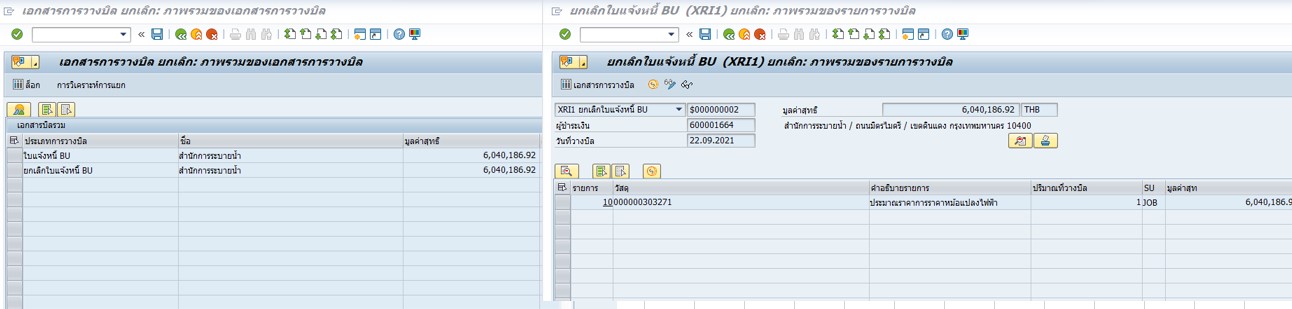 เอกสารการวางบิล ยกเลิก: ภาพรวมของเอกสารการวางบิล
เอกสารการวางบิล ยกเลิก: ภาพรวมของเอกสารการวางบิล
ล็อก การวิเคราะห์การแยก
เอกสารบิลรวม
ประเภทการวางบิล ชื่อ มูลค่าสุทธิ
ใบแจ้งหนี้ BU สำนักการระบายน้ำ 6,040,186.92
ยกเลิกใบแจ้งหนี้ BU สำนักการระบายน้ำ 6,040,186.92
ยกเลิกใบแจ้งหนี้ BU (XRI1) ยกเลิก: ภาพรวมของรายการวางบิล
ยกเลิกใบแจ้งหนี้ BU (XRI1) ยกเลิก: ภาพรวมของรายการวางบิล
เอกสารการวางบิล
XRI1 ยกเลิกใบแจ้งหนี้ BU $000000002 มูลค่าสุทธิ 6,040,186.92 THB
ผู้ชำระเงิน 600001664 สำนักการระบายน้ำ / ถนนมิตรไมตรี / เขตดินแดง กรุงเทพมหานคร 10400
วันที่วางบิล 22.09.2021
รายการ วัสดุ คำอธิบายรายการ ปริมาณที่วางบิล SU มูลค่าสุท
10 000000303271 ประมาณราคาการราคาหม้อแปลงไฟฟ้า 1 JOB 6,040,186.9